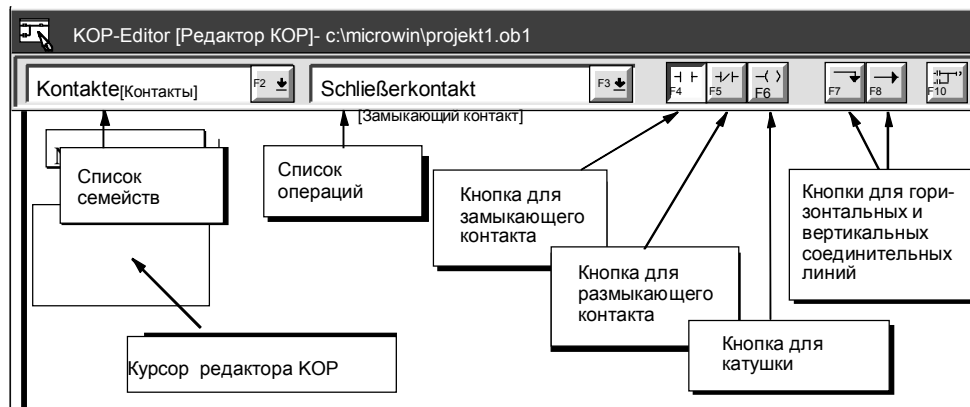 KOP-Editor [Редактор КОР]- c:\microwin\projekt1.ob1
Kontakte[Контакты] F2 Schließerkontakt F3 F4 F5 F6 F7 F8 F10
[Замыкающий контакт]
Список
семейств
Список
операций
Кнопка для
замыкающего
контакта
Кнопка для
размыкающего
контакта
Кнопка для
катушки
Кнопки для гори-
зонтальных и
вертикальных
соединительных
линий
Курсор редактора KOP